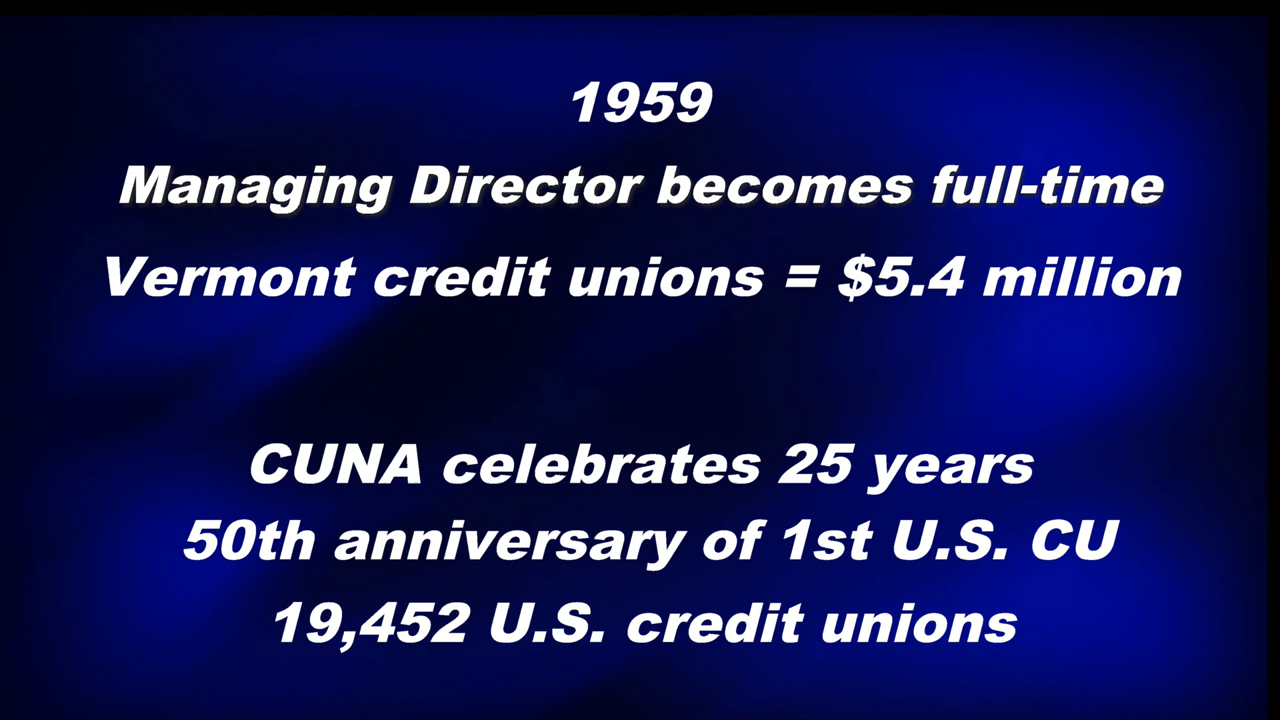 1959
Managing Director becomes full-time
Vermont credit unions = $5.4 million
CUNA celebrates 25 years
50th anniversary of 1st U.S. CU
19,452 U.S. credit unions